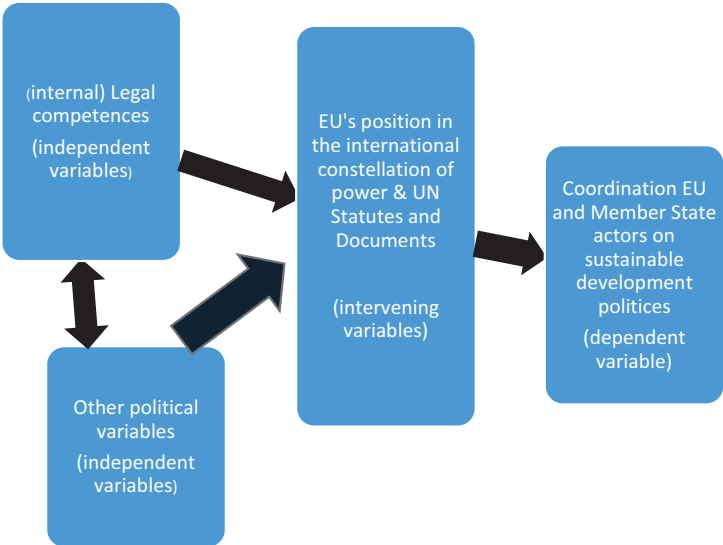 (internal) Legal
competences
(independent
variables)
Other political
variables
(independent
variables)
EU's position in
the international
constellation of
power & UN
Statutes and
Documents
(intervening
variables)
Coordination EU
and Member State
actors on
sustainable
development
politices
(dependent
variable)